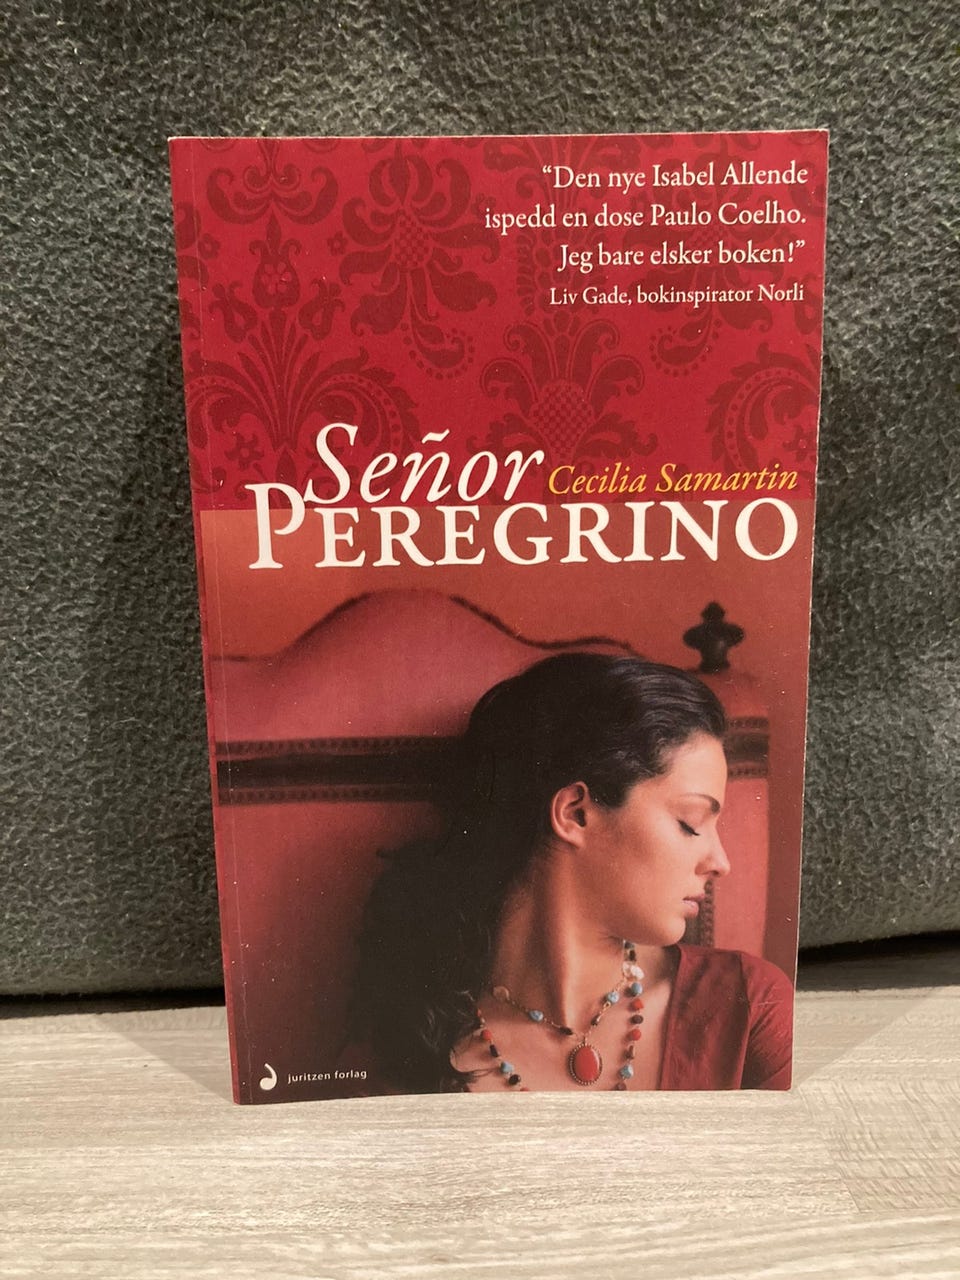 “Den nye Isabel Allende
ispedd en dose Paulo Coelho.
Jeg bare elsker boken!”
Liv Gade, bokinspirator Norli
Señor
Cecilia Samartin
PEREGRINO
juritzen forlag